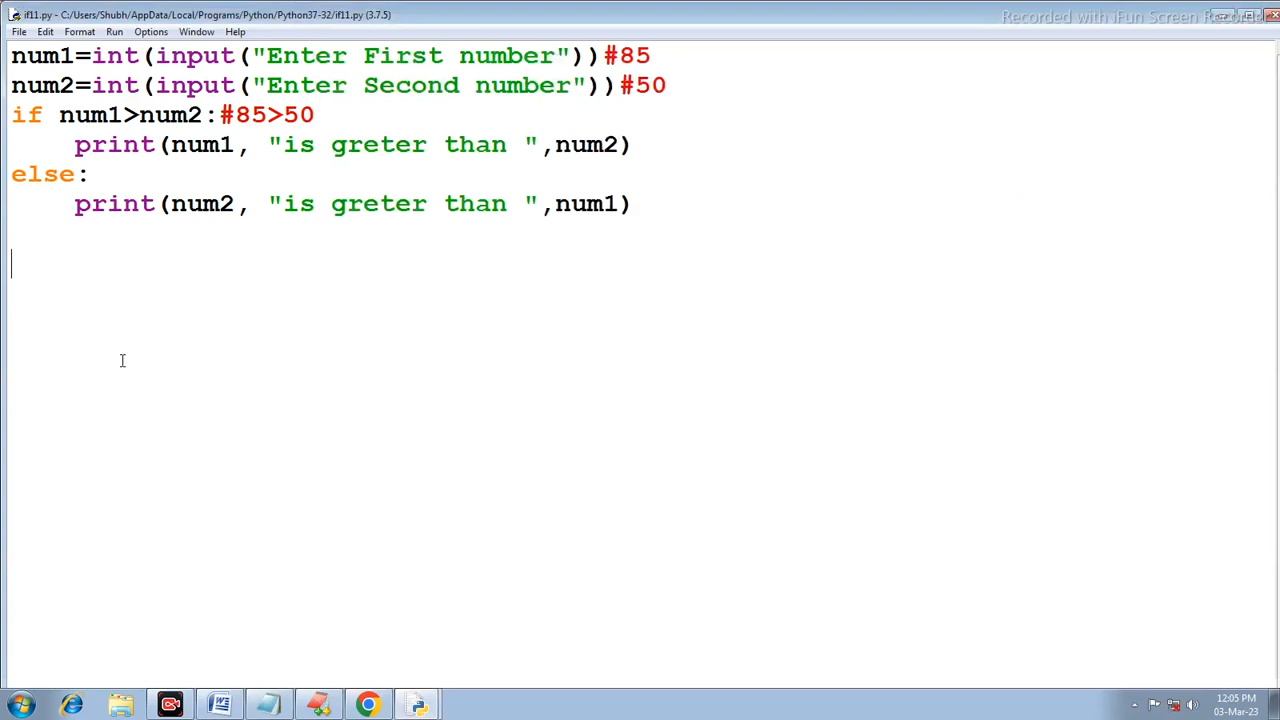 if11.py - C:/Users/Shubh/AppData/Local/Programs/Python/Python37-32/if11.py (3.7.5)
Recorded with iFun Screen
File Edit Format Run Options Window Help
num1=int(input("Enter First number"))#85
num2=int(input("Enter Second number"))#50
if num1>num2:#85>50
    print(num1, "is greter than ",num2)
else:
    print(num2, "is greter than ",num1)
12:05 PM
03-Mar-23